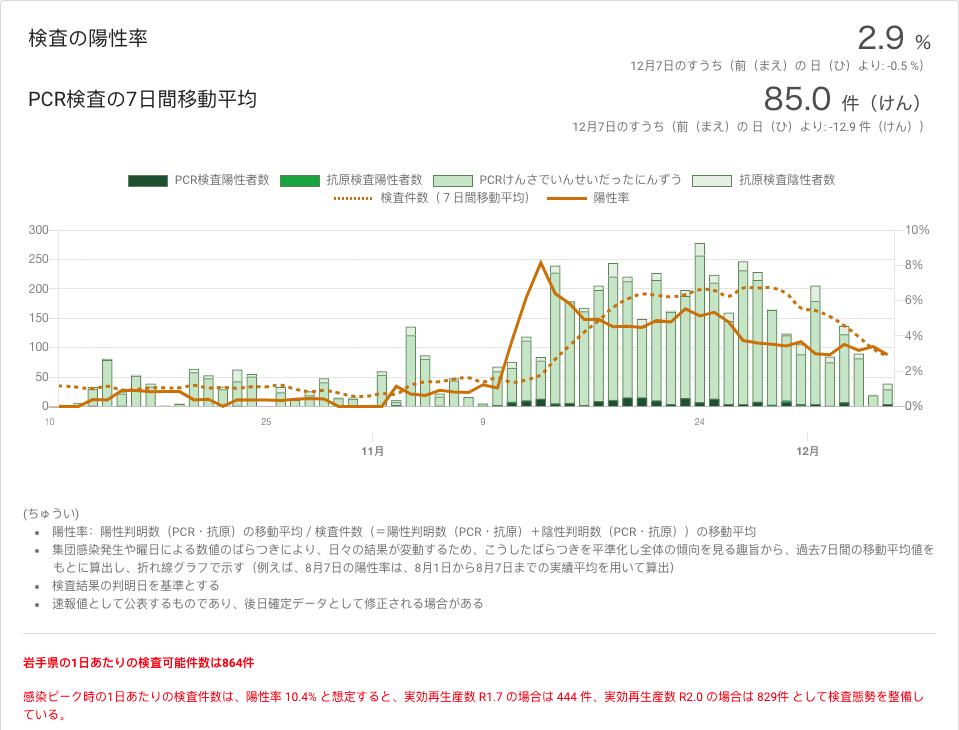 検査の陽性率
2.9 %
12月7日のすうち（前（まえ）の 日（ひ）より: -0.5 %）
PCR検査の7日間移動平均
85.0 件（けん）
12月7日のすうち（前（まえ）の 日（ひ）より: -12.9 件（けん））
PCR検査陽性者数 抗原検査陽性者数 PCRけんさでいんせいだったにんずう 抗原検査陰性者数
検査件数（７日間移動平均） 陽性率
300 10%
250 8%
200 6%
150 4%
100 2%
50 0%
0
10 25 9 24
11月 12月
(ちゅうい)
• 陽性率：陽性判明数（PCR・抗原）の移動平均 / 検査件数（＝陽性判明数（PCR・抗原）＋陰性判明数（PCR・抗原））の移動平均
• 集団感染発生や曜日による数値のばらつきにより、日々の結果が変動するため、こうしたばらつきを平準化し全体の傾向を見る趣旨から、過去7日間の移動平均値を
もとに算出し、折れ線グラフで示す（例えば、8月7日の陽性率は、8月1日から8月7日までの実績平均を用いて算出）
• 検査結果の判明日を基準とする
• 速報値として公表するものであり、後日確定データとして修正される場合がある
岩手県の1日あたりの検査可能件数は864件
感染ピーク時の1日あたりの検査件数は、陽性率 10.4% と想定すると、実効再生産数 R1.7 の場合は 444 件、実効再生産数 R2.0 の場合は 829件 として検査態勢を整備し
ている。